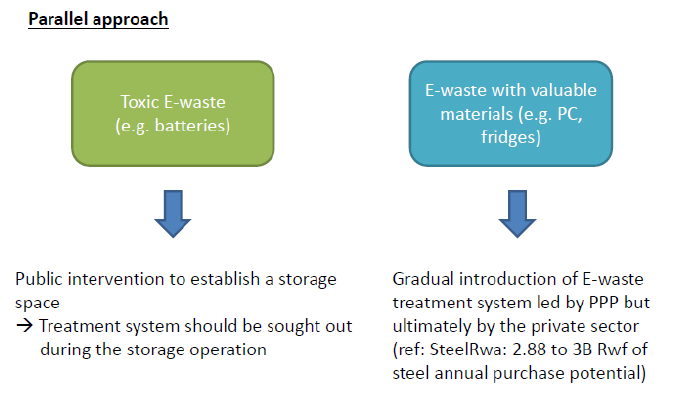 Parallel approach
Toxic E-waste
(e.g. batteries)
E-waste with valuable
materials (e.g. PC,
fridges)
Public intervention to establish a storage
space
→ Treatment system should be sought out
during the storage operation
Gradual introduction of E-waste
treatment system led by PPP but
ultimately by the private sector
(ref: SteelRwa: 2.88 to 3B Rwf of
steel annual purchase potential)